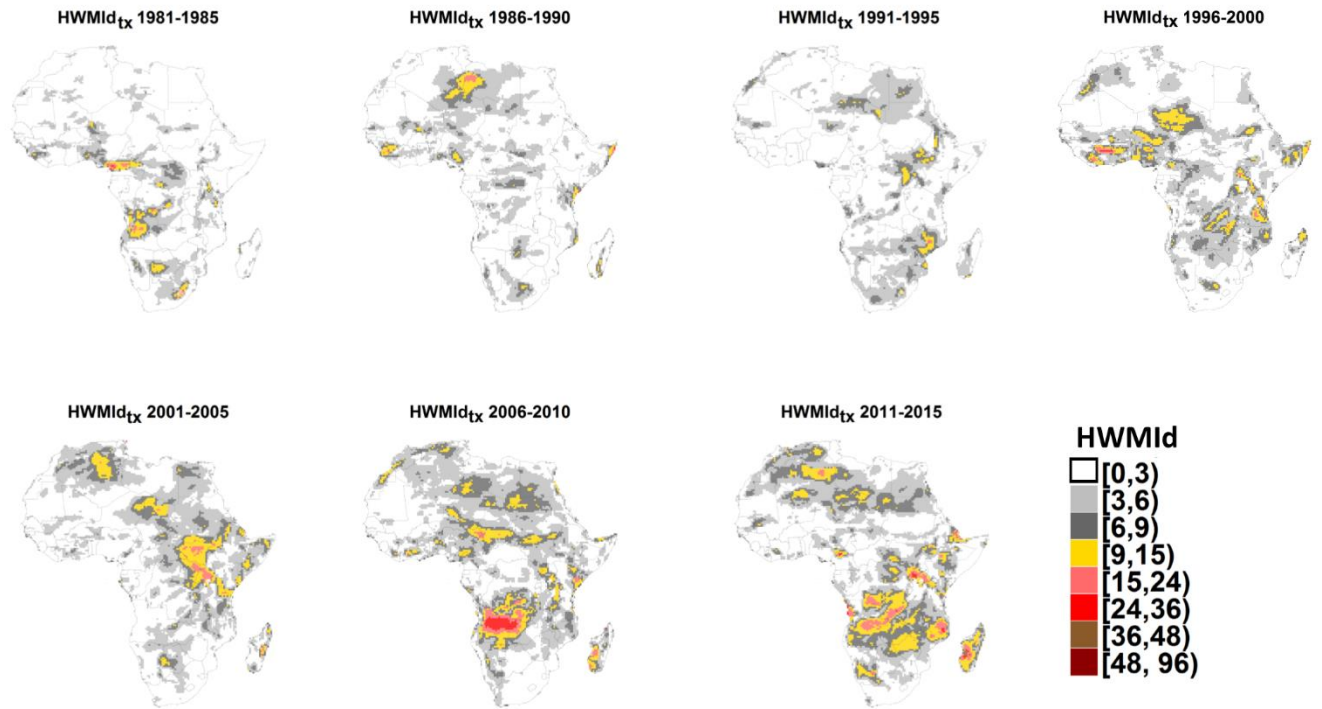 HWMId tx 1981-1985
HWMId tx 1986-1990
HWMId tx 1991-1995
HWMId tx 1996-2000
HWMId tx 2001-2005
HWMId tx 2006-2010
HWMId tx 2011-2015
HWMId
[0,3)
[3,6)
[6,9)
[9,15)
[15,24)
[24,36)
[36,48)
[48, 96)